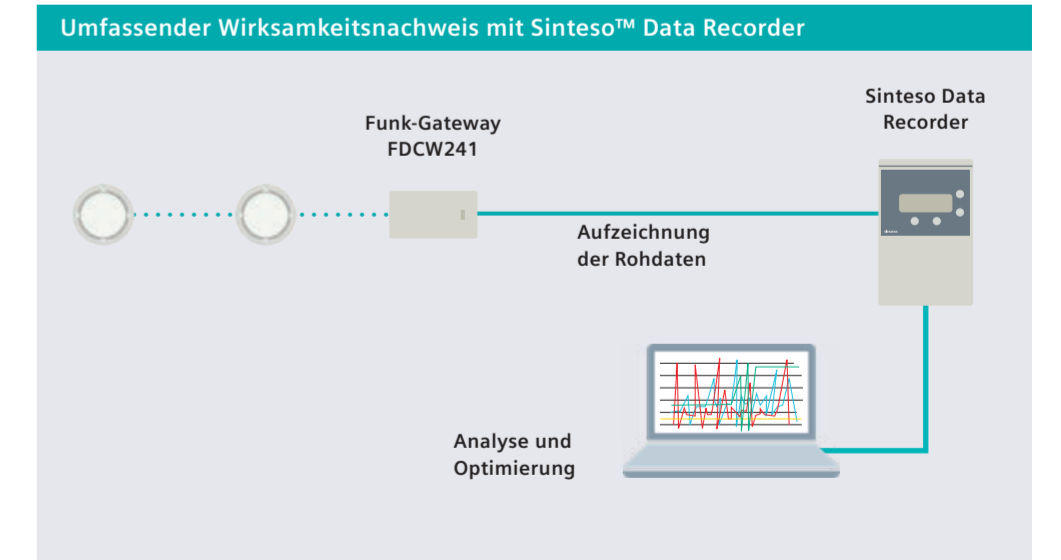 Umfassender Wirksamkeitsnachweis mit Sinteso™ Data Recorder
Sinteso Data
Recorder
Funk-Gateway
FDCW241
Aufzeichnung
der Rohdaten
Analyse und
Optimierung